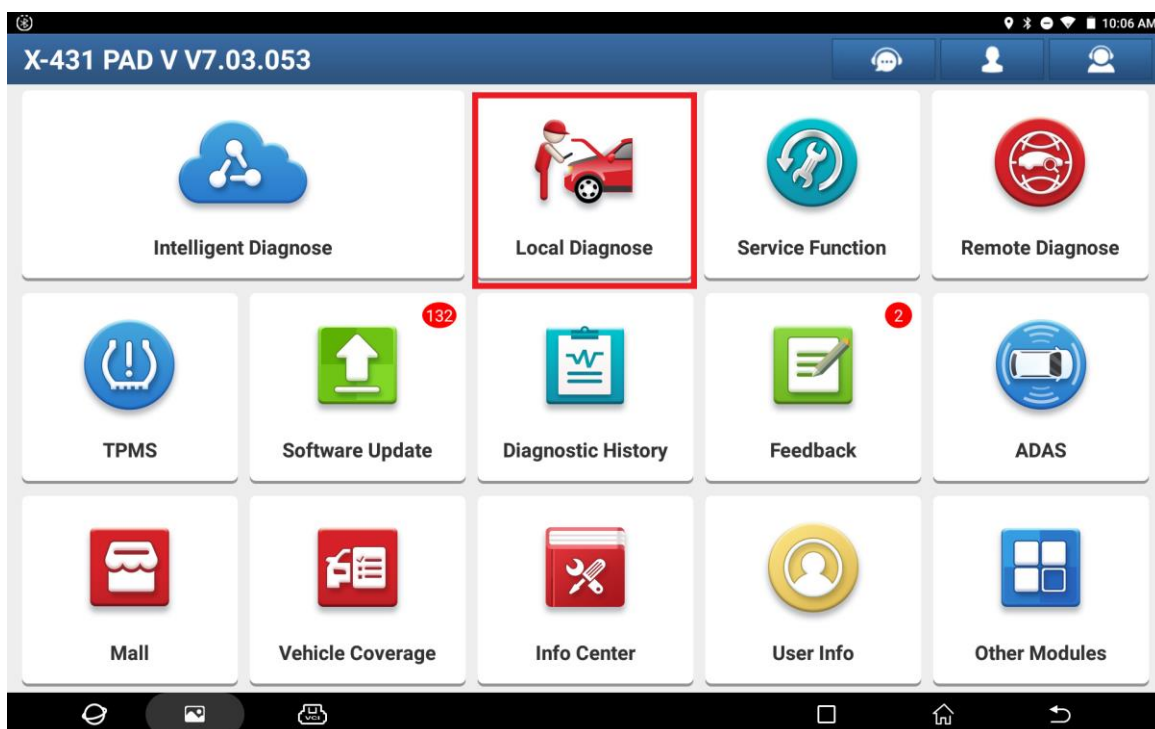 10:06 AM
X-431 PAD V V7.03.053
Intelligent Diagnose
Local Diagnose
Service Function
Remote Diagnose
132
2
TPMS
Software Update
Diagnostic History
Feedback
ADAS
Mall
Vehicle Coverage
Info Center
User Info
Other Modules
VCI